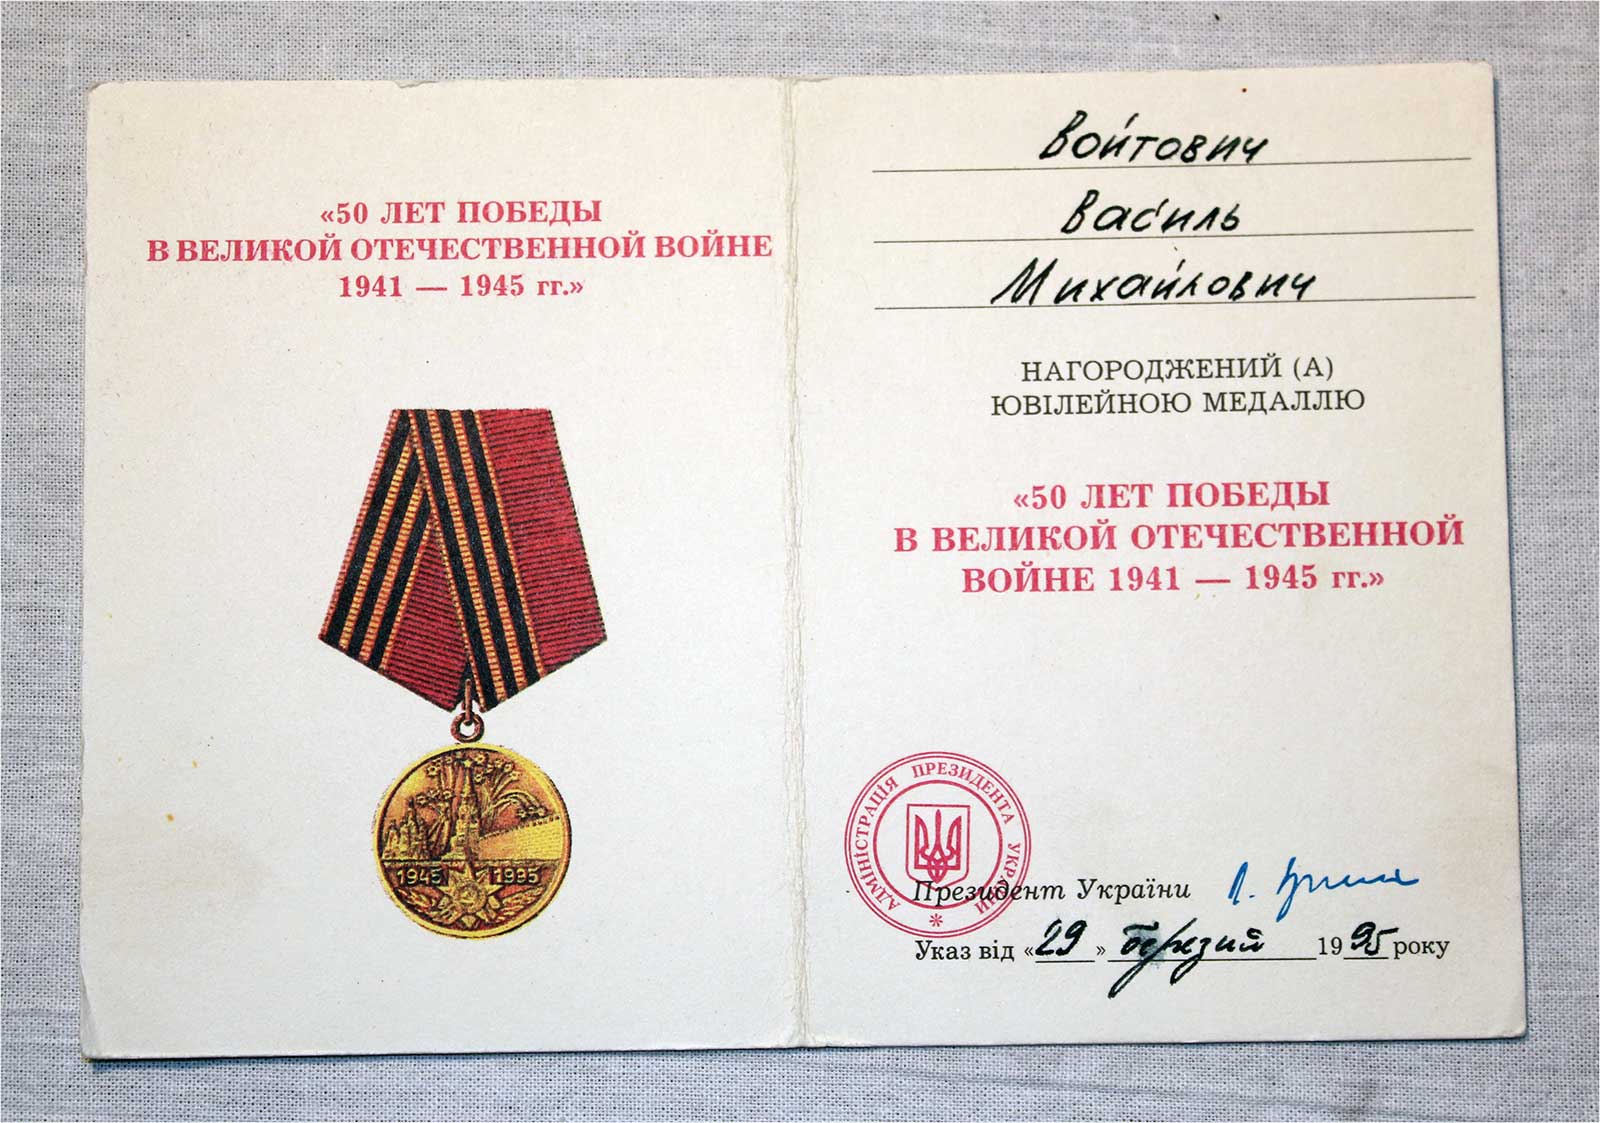 «50 ЛЕТ ПОБЕДЫ
В ВЕЛИКОЙ ОТЕЧЕСТВЕННОЙ ВОЙНЕ
1941 — 1945 гг.»
1945 1995
Войтович
Василь
Михайлович
НАГОРОДЖЕНИЙ (А)
ЮВІЛЕЙНОЮ МЕДАЛЛЮ
«50 ЛЕТ ПОБЕДЫ
В ВЕЛИКОЙ ОТЕЧЕСТВЕННОЙ
ВОЙНЕ 1941 — 1945 гг.»
АДМІНІСТРАЦІЯ ПРЕЗИДЕНТА УКРАЇНИ
Президент України
Указ від «29» 1995 року